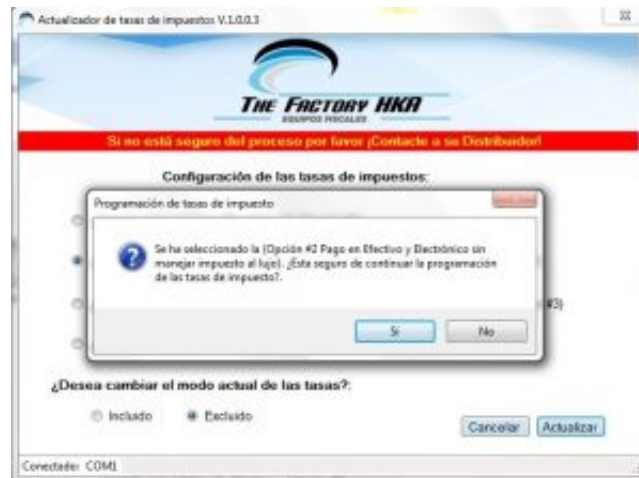 Actualizador de tasas de impuestos V.1.0.0.3
THE FACTORY HKA
EQUIPOS FISCALES
Si no está seguro del proceso por favor ¡Contacte a su Distribuidor!
Configuración de las tasas de impuestos:
Programación de tasas de impuesto
Se ha seleccionado la (Opción #2 Pago en Efectivo y Electrónico sin
manejar impuesto al lujo). ¿Esta seguro de continuar la programación
de las tasas de impuesto?.
#3)
Si
No
¿Desea cambiar el modo actual de las tasas?:
Incluido
Excluido
Cancelar
Actualizar
Conectado: COM1